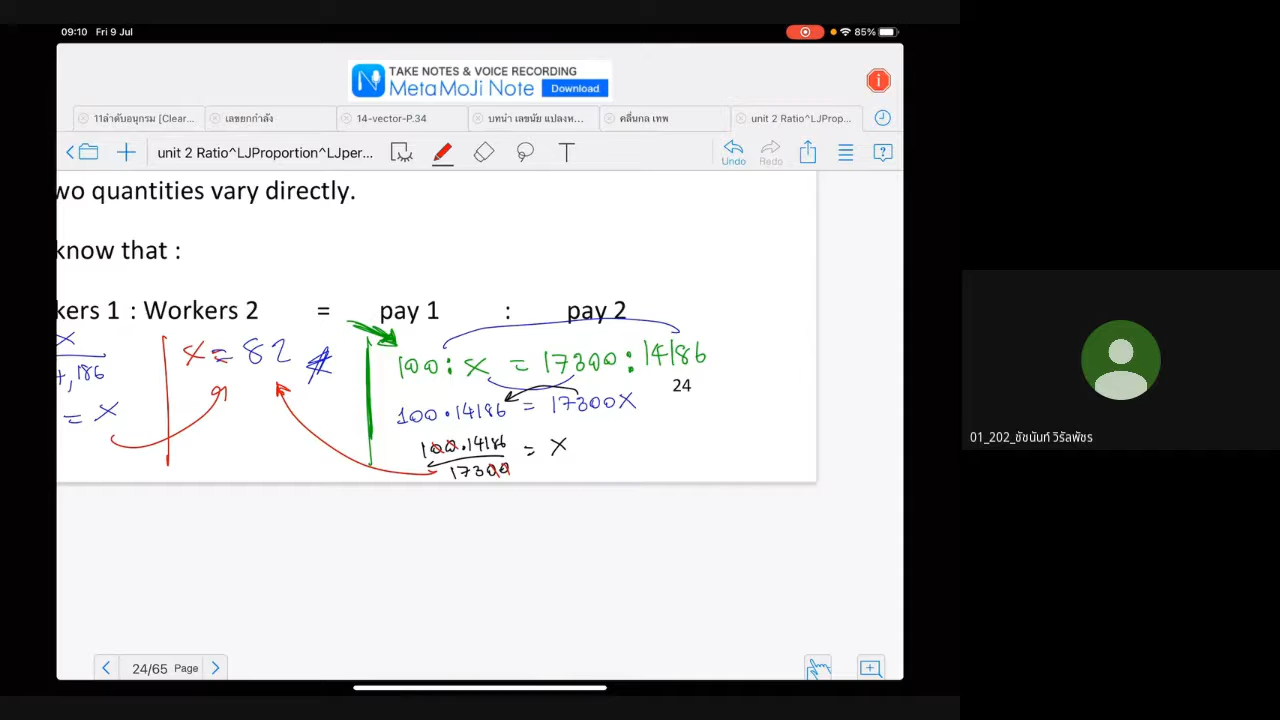 09:10 Fri 9 Jul
85%
TAKE NOTES & VOICE RECORDING
MetaMoJi Note
Download
11ลำดับอนุกรม [Clear...
เลขยกกำลัง
14-vector-P.34
บทน่า เลขนัย แปลงห...
คลื่นกล เทพ
unit 2 Ratio^LJProp...
unit 2 Ratio^LJProportion^LJper...
T
Undo
Redo
wo quantities vary directly.
know that :
kers 1 : Workers 2 = pay 1 : pay 2
x
186
= x
x = 82
100 : x = 17300 : 14186
24
100 · 14186 = 17300x
100 · 14186
= x
17300
24/65 Page
01_202_ชัชนันท์ วิรัลพัชร